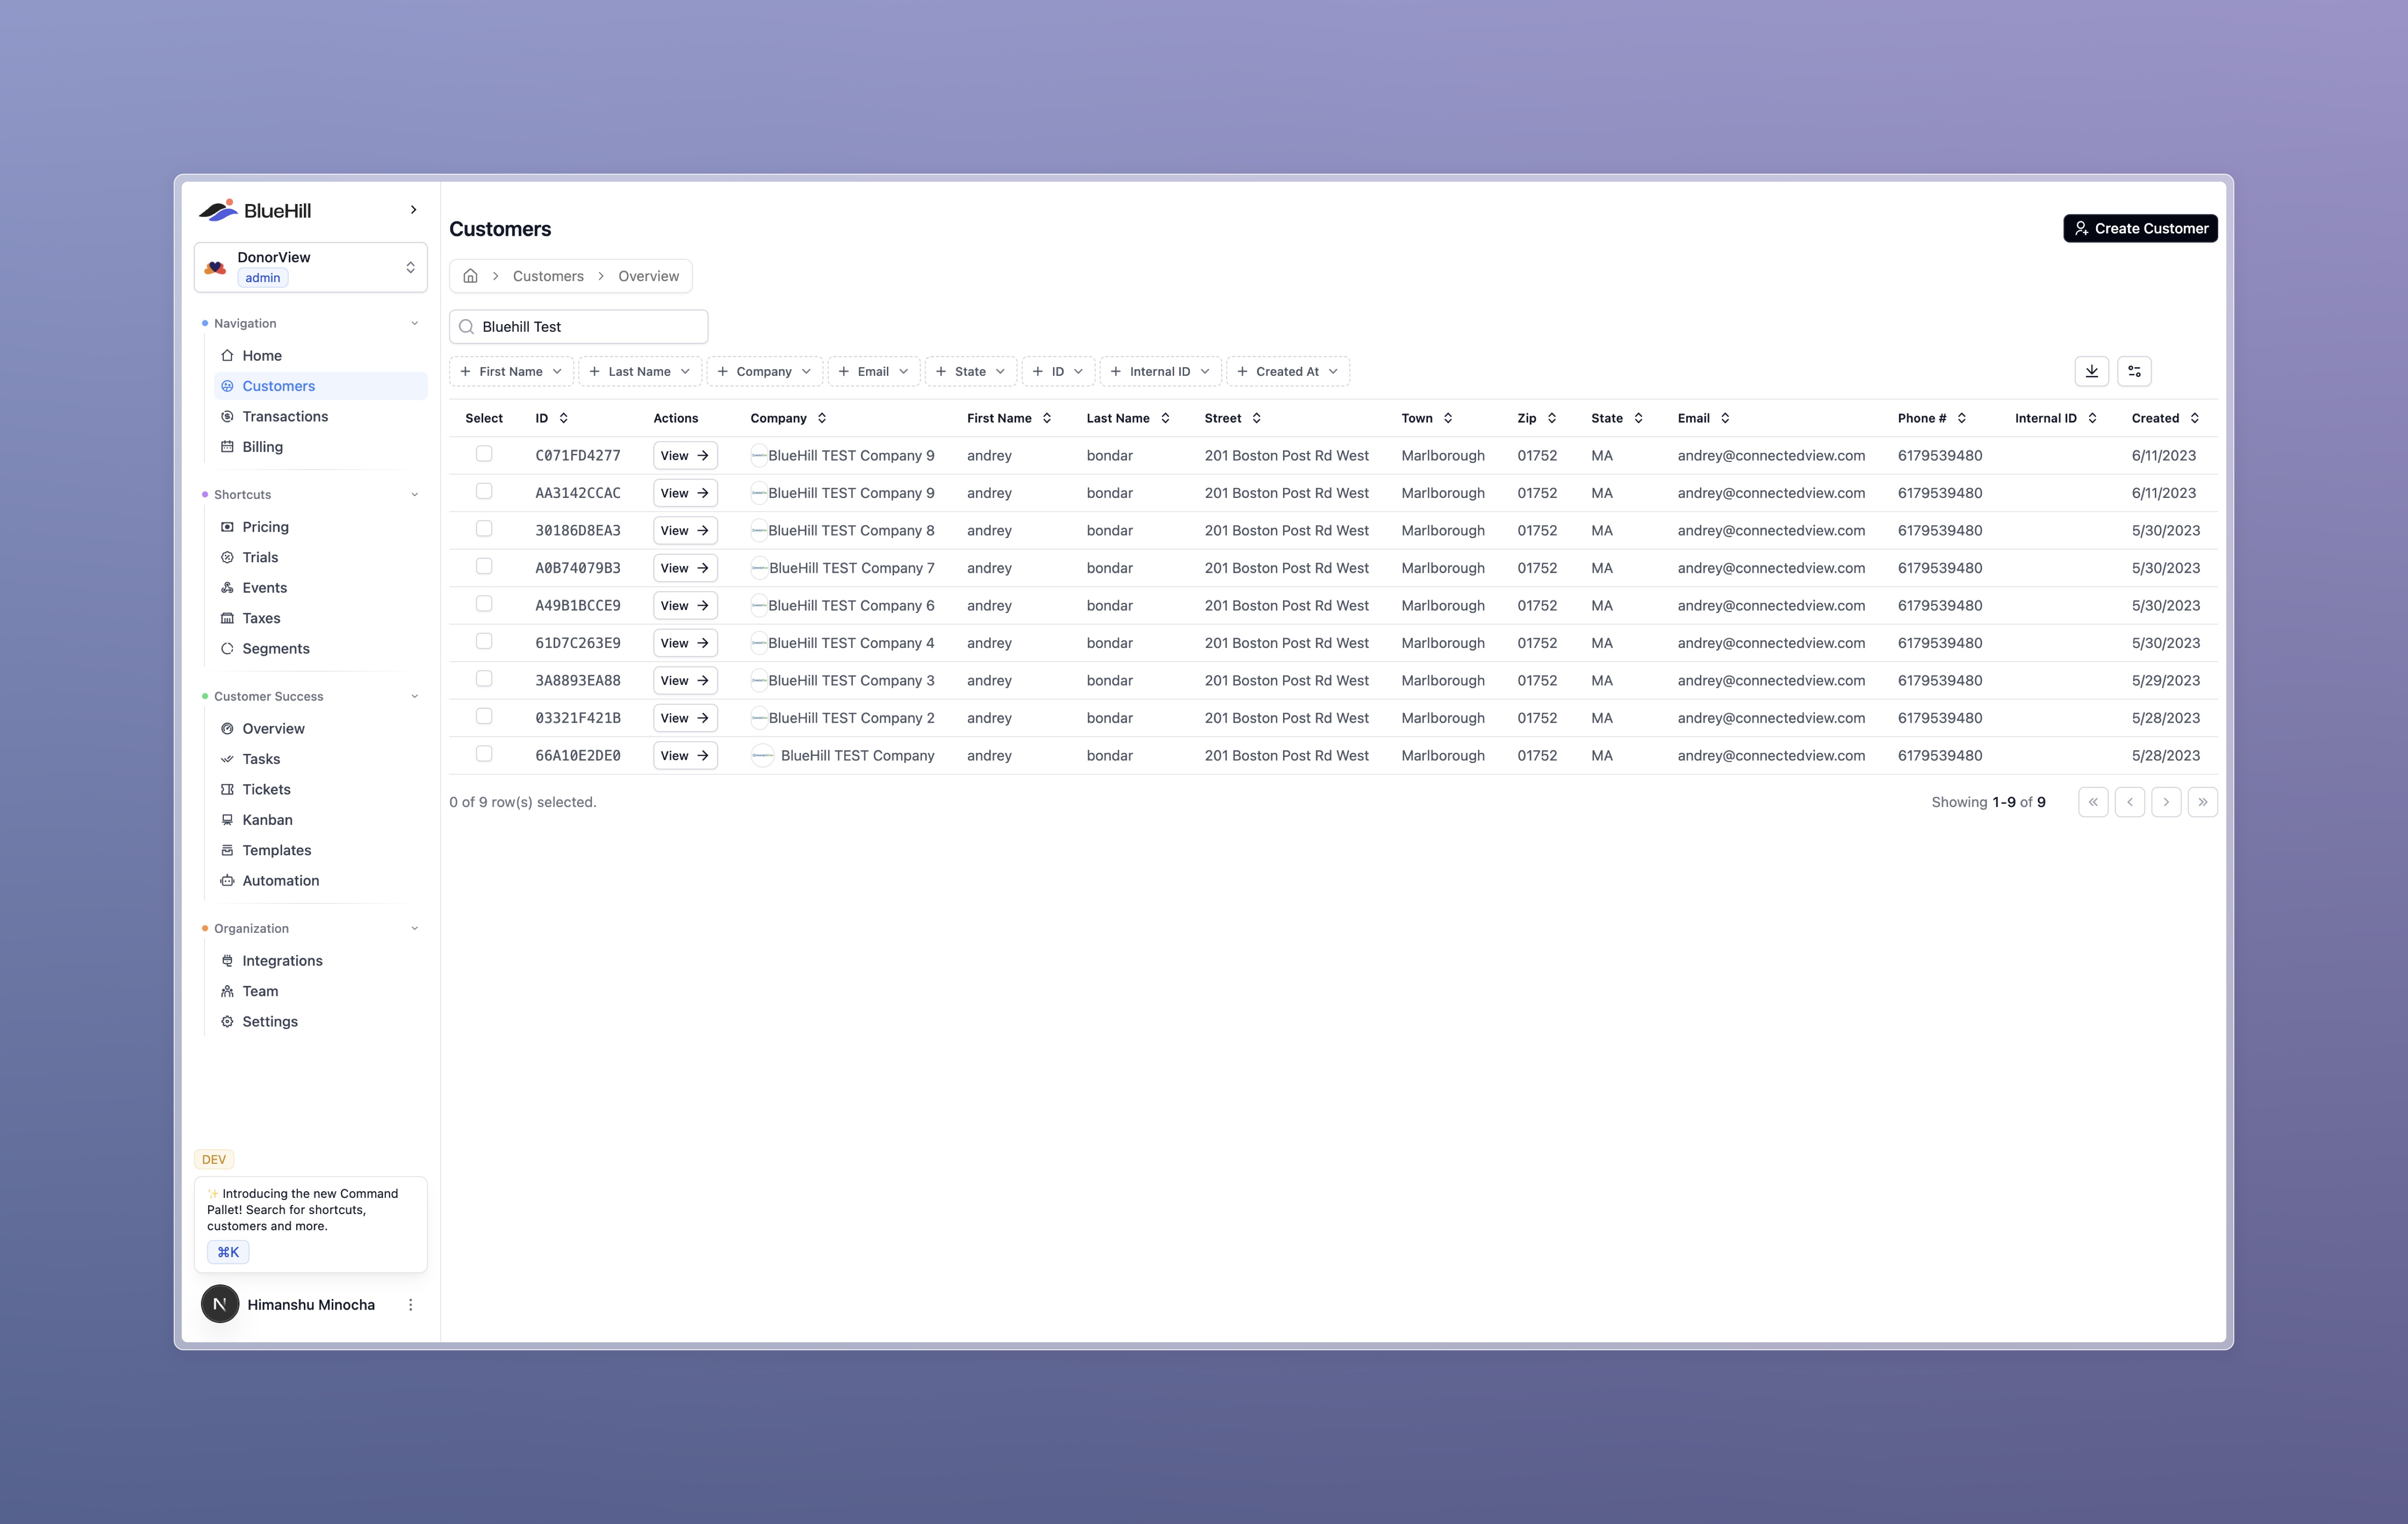 BlueHill
DonorView
admin
Navigation
Home
Customers
Transactions
Billing
Shortcuts
Pricing
Trials
Events
Taxes
Segments
Customer Success
Overview
Tasks
Tickets
Kanban
Templates
Automation
Organization
Integrations
Team
Settings
DEV
✨ Introducing the new Command
Pallet! Search for shortcuts,
customers and more.
⌘K
N
Himanshu Minocha
Customers
Create Customer
Customers > Overview
Bluehill Test
+ First Name
+ Last Name
+ Company
+ Email
+ State
+ ID
+ Internal ID
+ Created At
Select ID Actions Company First Name Last Name Street Town Zip State Email Phone # Internal ID Created
C071FD4277 View → BlueHill TEST Company 9 andrey bondar 201 Boston Post Rd West Marlborough 01752 MA andrey@connectedview.com 6179539480 6/11/2023
AA3142CCAC View → BlueHill TEST Company 9 andrey bondar 201 Boston Post Rd West Marlborough 01752 MA andrey@connectedview.com 6179539480 6/11/2023
30186D8EA3 View → BlueHill TEST Company 8 andrey bondar 201 Boston Post Rd West Marlborough 01752 MA andrey@connectedview.com 6179539480 5/30/2023
A0B74079B3 View → BlueHill TEST Company 7 andrey bondar 201 Boston Post Rd West Marlborough 01752 MA andrey@connectedview.com 6179539480 5/30/2023
A49B1BCCE9 View → BlueHill TEST Company 6 andrey bondar 201 Boston Post Rd West Marlborough 01752 MA andrey@connectedview.com 6179539480 5/30/2023
61D7C263E9 View → BlueHill TEST Company 4 andrey bondar 201 Boston Post Rd West Marlborough 01752 MA andrey@connectedview.com 6179539480 5/30/2023
3A8893EA88 View → BlueHill TEST Company 3 andrey bondar 201 Boston Post Rd West Marlborough 01752 MA andrey@connectedview.com 6179539480 5/29/2023
03321F421B View → BlueHill TEST Company 2 andrey bondar 201 Boston Post Rd West Marlborough 01752 MA andrey@connectedview.com 6179539480 5/28/2023
66A10E2DE0 View → BlueHill TEST Company andrey bondar 201 Boston Post Rd West Marlborough 01752 MA andrey@connectedview.com 6179539480 5/28/2023
0 of 9 row(s) selected.
Showing 1-9 of 9